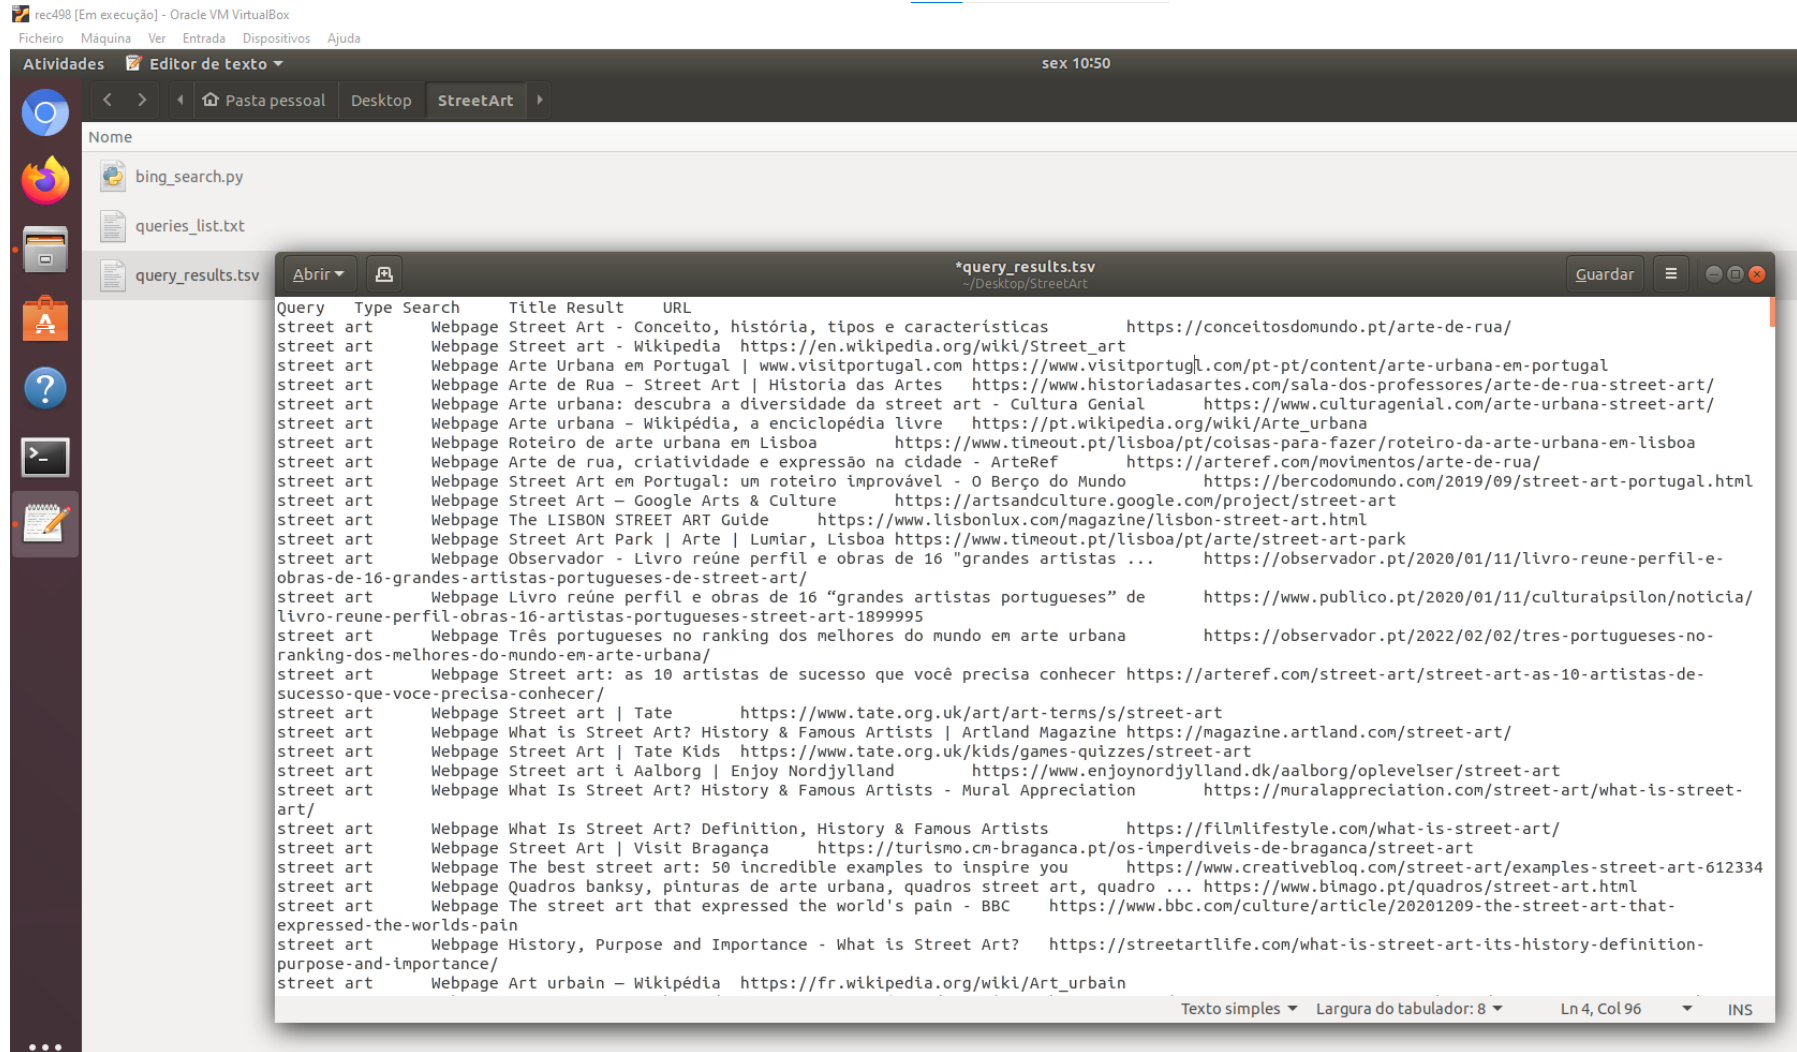 rec498 [Em execução] - Oracle VM VirtualBox
Ficheiro Máquina Ver Entrada Dispositivos Ajuda
Atividades Editor de texto sex 10:50
Pasta pessoal Desktop StreetArt
Nome
bing_search.py
queries_list.txt
query_results.tsv
Abrir *query_results.tsv Guardar
~/Desktop/StreetArt
Query Type Search Title Result URL
street art Webpage Street Art - Conceito, história, tipos e características https://conceitosdomundo.pt/arte-de-rua/
street art Webpage Street art - Wikipedia https://en.wikipedia.org/wiki/Street_art
street art Webpage Arte Urbana em Portugal | www.visitportugal.com https://www.visitportugl.com/pt-pt/content/arte-urbana-em-portugal
street art Webpage Arte de Rua – Street Art | Historia das Artes https://www.historiadasartes.com/sala-dos-professores/arte-de-rua-street-art/
street art Webpage Arte urbana: descubra a diversidade da street art - Cultura Genial https://www.culturagenial.com/arte-urbana-street-art/
street art Webpage Arte urbana – Wikipédia, a enciclopédia livre https://pt.wikipedia.org/wiki/Arte_urbana
street art Webpage Roteiro de arte urbana em Lisboa https://www.timeout.pt/lisboa/pt/coisas-para-fazer/roteiro-da-arte-urbana-em-lisboa
street art Webpage Arte de rua, criatividade e expressão na cidade - ArteRef https://arteref.com/movimentos/arte-de-rua/
street art Webpage Street Art em Portugal: um roteiro improvável - O Berço do Mundo https://bercodomundo.com/2019/09/street-art-portugal.html
street art Webpage Street Art — Google Arts & Culture https://artsandculture.google.com/project/street-art
street art Webpage The LISBON STREET ART Guide https://www.lisbonlux.com/magazine/lisbon-street-art.html
street art Webpage Street Art Park | Arte | Lumiar, Lisboa https://www.timeout.pt/lisboa/pt/arte/street-art-park
street art Webpage Observador - Livro reúne perfil e obras de 16 "grandes artistas ... https://observador.pt/2020/01/11/livro-reune-perfil-e-
obras-de-16-grandes-artistas-portugueses-de-street-art/
street art Webpage Livro reúne perfil e obras de 16 “grandes artistas portugueses” de https://www.publico.pt/2020/01/11/culturaipsilon/noticia/
livro-reune-perfil-obras-16-artistas-portugueses-street-art-1899995
street art Webpage Três portugueses no ranking dos melhores do mundo em arte urbana https://observador.pt/2022/02/02/tres-portugueses-no-
ranking-dos-melhores-do-mundo-em-arte-urbana/
street art Webpage Street art: as 10 artistas de sucesso que você precisa conhecer https://arteref.com/street-art/street-art-as-10-artistas-de-
sucesso-que-voce-precisa-conhecer/
street art Webpage Street art | Tate https://www.tate.org.uk/art/art-terms/s/street-art
street art Webpage What is Street Art? History & Famous Artists | Artland Magazine https://magazine.artland.com/street-art/
street art Webpage Street Art | Tate Kids https://www.tate.org.uk/kids/games-quizzes/street-art
street art Webpage Street art i Aalborg | Enjoy Nordjylland https://www.enjoynordjylland.dk/aalborg/oplevelser/street-art
street art Webpage What Is Street Art? History & Famous Artists - Mural Appreciation https://muralappreciation.com/street-art/what-is-street-
art/
street art Webpage What Is Street Art? Definition, History & Famous Artists https://filmlifestyle.com/what-is-street-art/
street art Webpage Street Art | Visit Bragança https://turismo.cm-braganca.pt/os-imperdiveis-de-braganca/street-art
street art Webpage The best street art: 50 incredible examples to inspire you https://www.creativebloq.com/street-art/examples-street-art-612334
street art Webpage Quadros banksy, pinturas de arte urbana, quadros street art, quadro ... https://www.bimago.pt/quadros/street-art.html
street art Webpage The street art that expressed the world's pain - BBC https://www.bbc.com/culture/article/20201209-the-street-art-that-
expressed-the-worlds-pain
street art Webpage History, Purpose and Importance - What is Street Art? https://streetartlife.com/what-is-street-art-its-history-definition-
purpose-and-importance/
street art Webpage Art urbain — Wikipédia https://fr.wikipedia.org/wiki/Art_urbain
Texto simples Largura do tabulador: 8 Ln 4, Col 96 INS